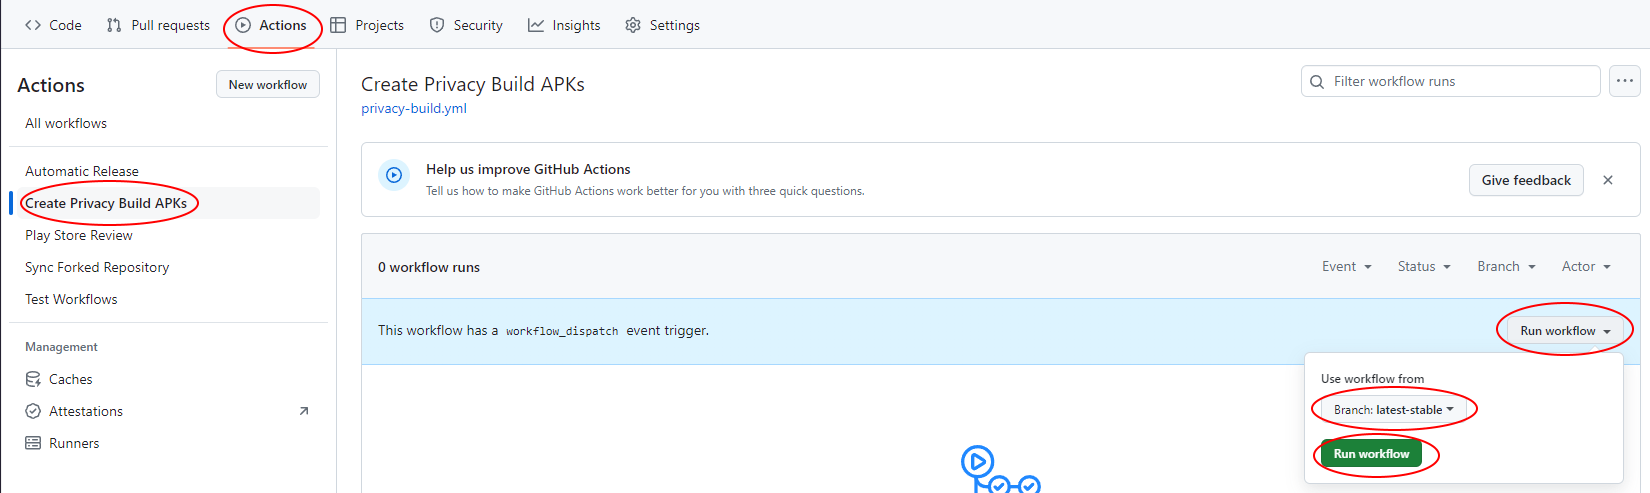 Code Pull requests Actions Projects Security Insights Settings
Actions
New workflow
All workflows
Automatic Release
Create Privacy Build APKs
Play Store Review
Sync Forked Repository
Test Workflows
Management
Caches
Attestations
Runners
Create Privacy Build APKs
privacy-build.yml
Filter workflow runs
Help us improve GitHub Actions
Tell us how to make GitHub Actions work better for you with three quick questions.
Give feedback
0 workflow runs
Event Status Branch Actor
This workflow has a workflow_dispatch event trigger.
Run workflow
Use workflow from
Branch: latest-stable
Run workflow